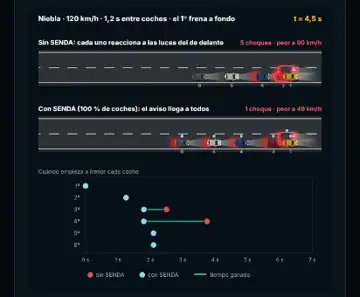 Niebla · 120 km/h · 1,2 s entre coches · el 1º frena a fondo
t = 4,5 s
Sin SENDA: cada uno reacciona a las luces del de delante
5 choques · peor a 90 km/h
Con SENDA (100 % de coches): el aviso llega a todos
1 choque · peor a 49 km/h
Cuándo empieza a frenar cada coche
1º
2º
3º
4º
5º
6º
0 s 1 s 2 s 3 s 4 s 5 s 6 s 7 s
sin SENDA con SENDA tiempo ganado